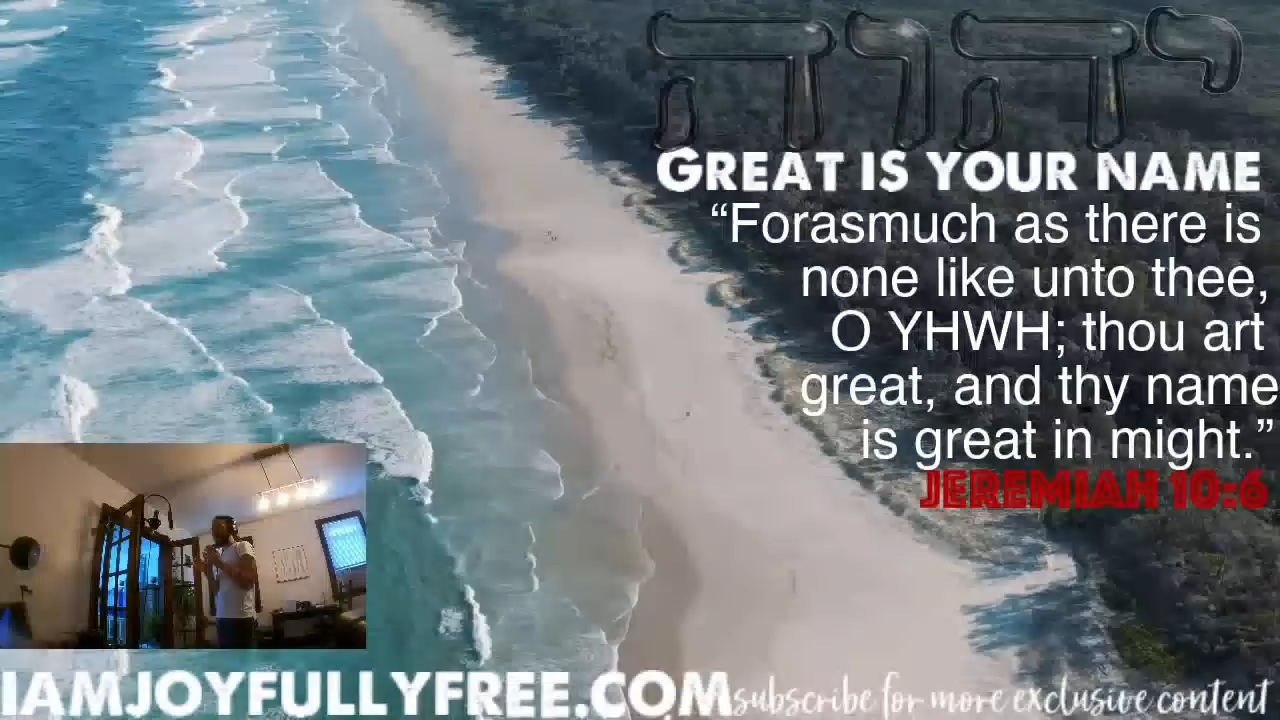 יהוה
GREAT IS YOUR NAME
“Forasmuch as there is
none like unto thee,
O YHWH; thou art
great, and thy name
is great in might.”
JEREMIAH 10:6
IAMJOYFULLYFREE.COM
subscribe for more exclusive content